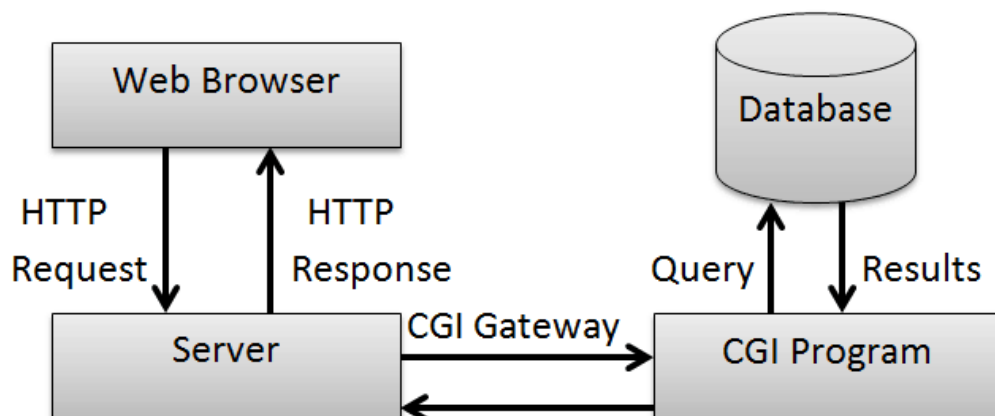 Web Browser
Database
HTTP
Request
HTTP
Response
Query
Results
Server
CGI Gateway
CGI Program